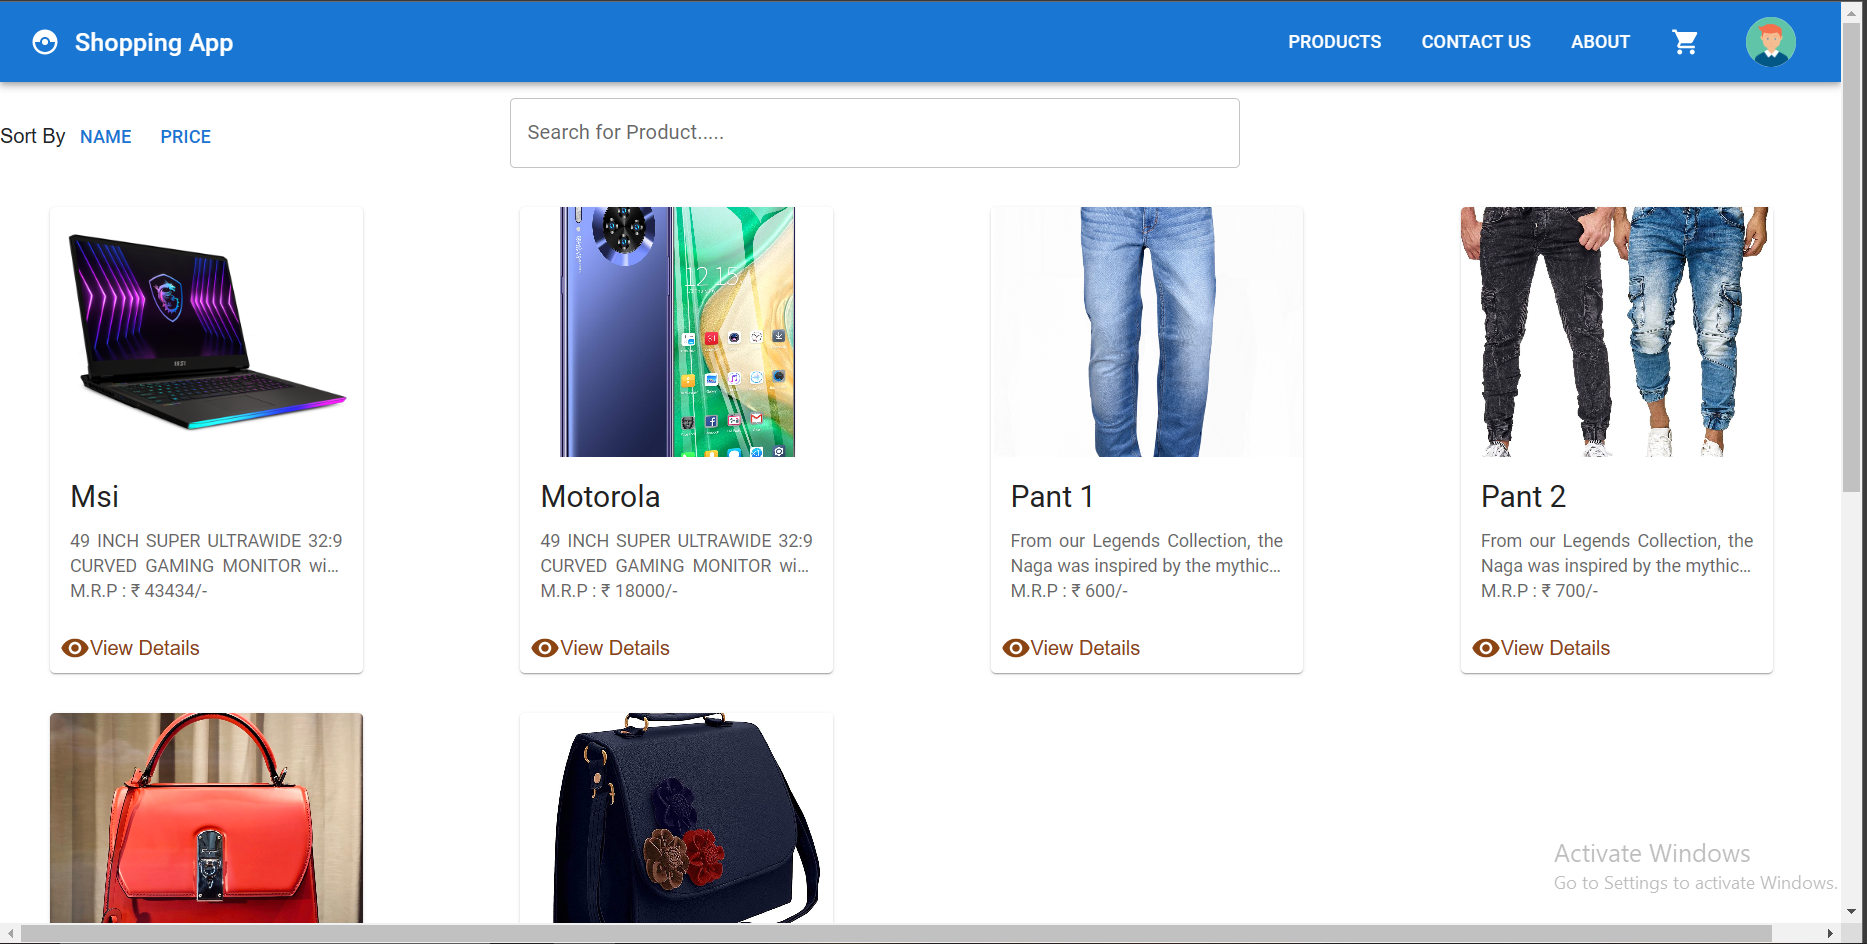 Shopping App
PRODUCTS
CONTACT US
ABOUT
Sort By
NAME
PRICE
Search for Product.....
12 15
Msi
49 INCH SUPER ULTRAWIDE 32:9
CURVED GAMING MONITOR wi...
M.R.P : ₹ 43434/-
View Details
Motorola
49 INCH SUPER ULTRAWIDE 32:9
CURVED GAMING MONITOR wi...
M.R.P : ₹ 18000/-
View Details
Pant 1
From our Legends Collection, the
Naga was inspired by the mythic...
M.R.P : ₹ 600/-
View Details
Pant 2
From our Legends Collection, the
Naga was inspired by the mythic...
M.R.P : ₹ 700/-
View Details
Activate Windows
Go to Settings to activate Windows.